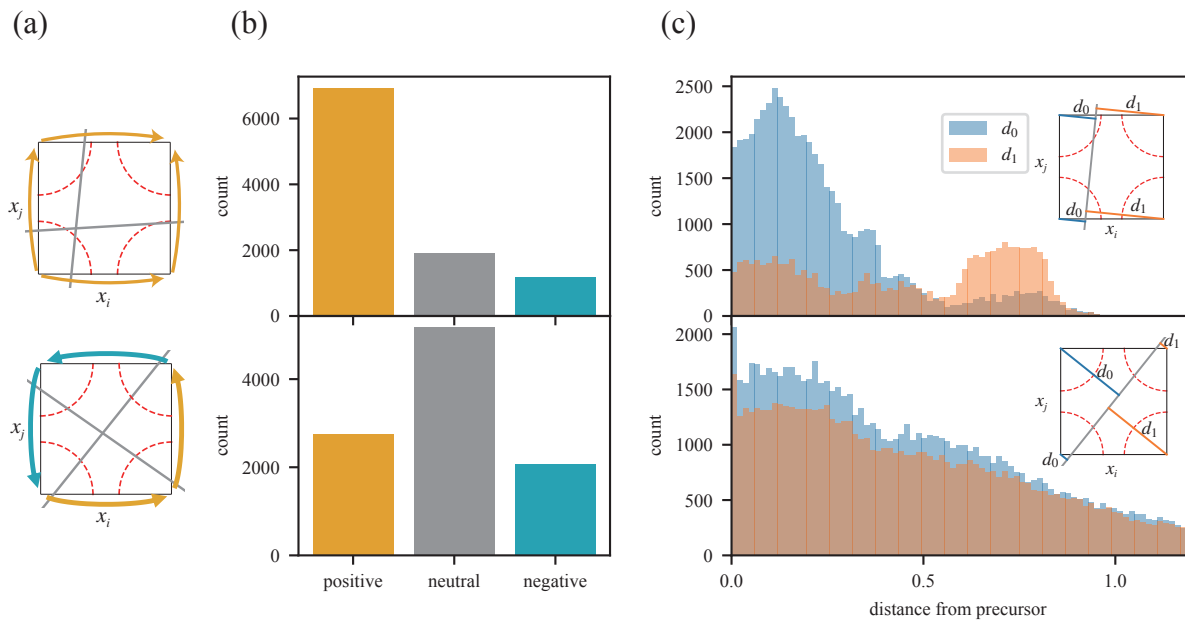 (a)
(b)
(c)
x_j
x_i
x_j
x_i
count
6000
4000
2000
0
count
4000
2000
0
positive
neutral
negative
count
2500
2000
1500
1000
500
0
d_0
d_1
d_0
d_1
x_j
d_0
d_1
x_i
count
2000
1500
1000
500
0
d_1
d_0
x_j
d_1
d_0
x_i
0.0
0.5
1.0
distance from precursor